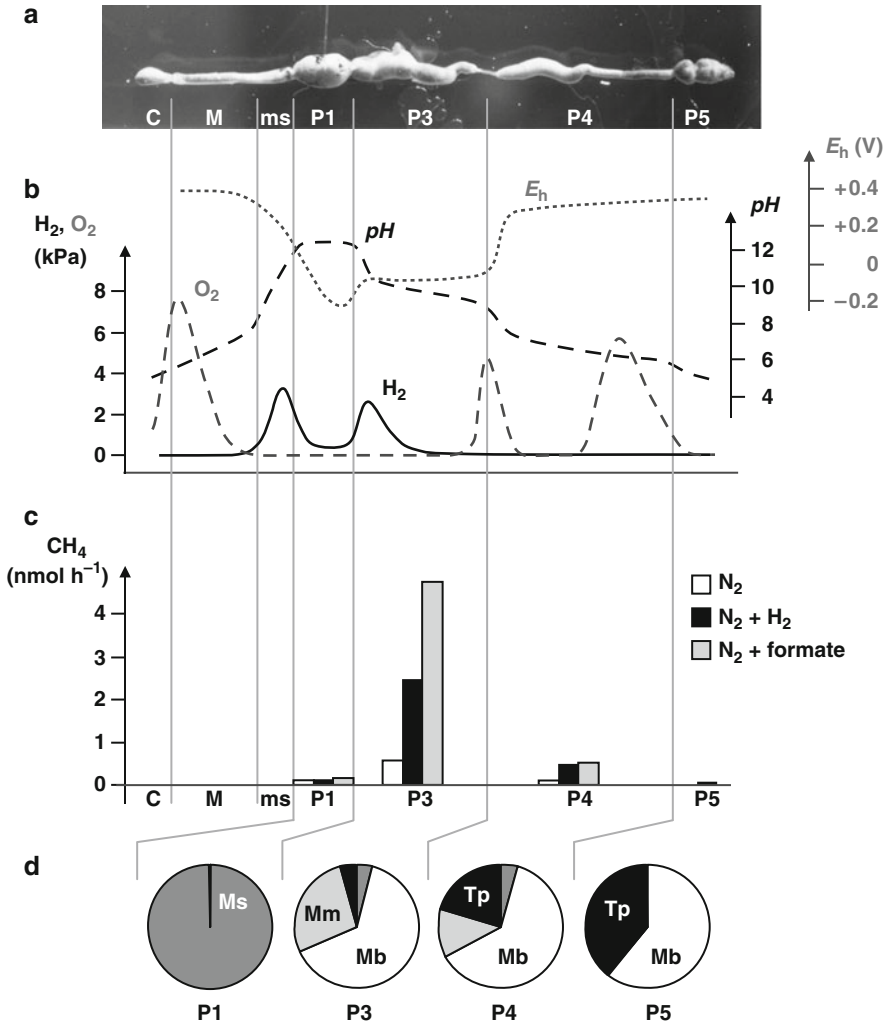 a
C M ms P1 P3 P4 P5
b
H₂, O₂
(kPa)
8
6
4
2
0
O₂
H₂
pH
Eₕ
pH
12
10
8
6
4
Eₕ (V)
+0.4
+0.2
0
−0.2
c
CH₄
(nmol h⁻¹)
4
3
2
1
0
N₂
N₂ + H₂
N₂ + formate
C M ms P1 P3 P4 P5
d
Ms
P1
Mm
Mb
P3
Tp
Mb
P4
Tp
Mb
P5